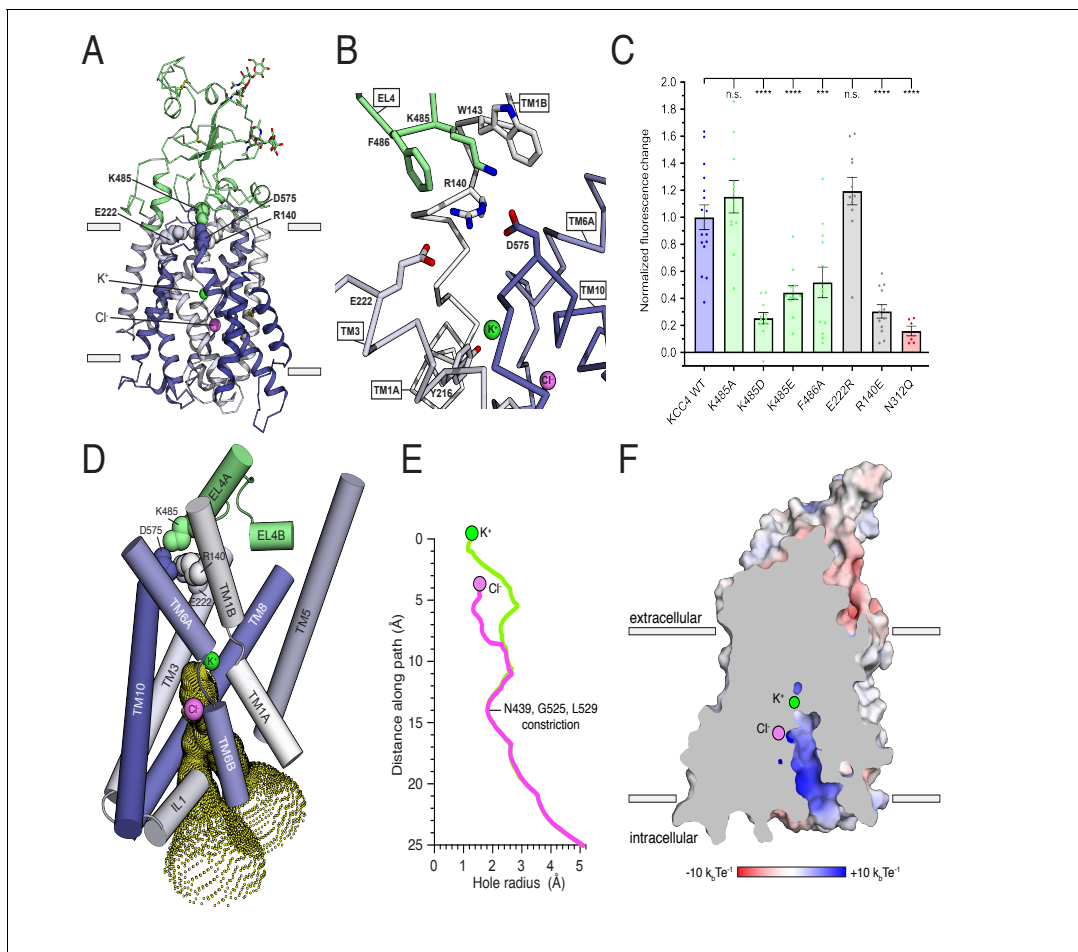 A
K485
E222
D575
R140
K+
Cl-
B
EL4
K485
W143
TM1B
F486
R140
TM6A
D575
E222
TM10
TM3
K+
TM1A
Y216
Cl-
C
Normalized fluorescence change
2.0
1.8
1.6
1.4
1.2
1.0
0.8
0.6
0.4
0.2
0.0
n.s.
****
****
***
n.s.
****
****
KCC4 WT
K485A
K485D
K485E
F486A
E222R
R140E
N312Q
D
EL4A
K485
D575
EL4B
R140
E222
TM1B
TM6A
TM8
TM5
K+
TM3
TM10
TM1A
Cl-
TM6B
IL1
E
Distance along path (Å)
0
5
10
15
20
25
K+
Cl-
N439, G525, L529
constriction
0 1 2 3 4 5
Hole radius (Å)
F
extracellular
K+
Cl-
intracellular
-10 kbTe-1
+10 kbTe-1